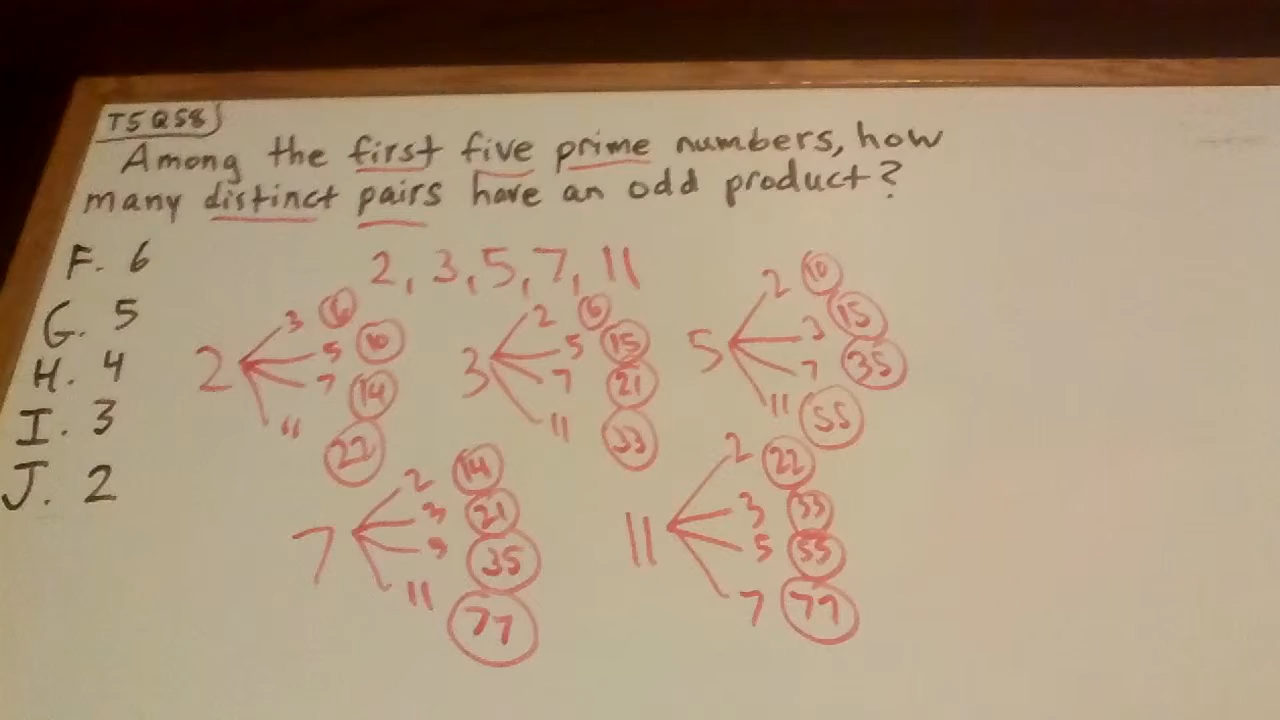 T5 Q58
Among the first five prime numbers, how
many distinct pairs have an odd product?
F. 6
G. 5
H. 4
I. 3
J. 2
2, 3, 5, 7, 11
2
3 6
5 10
7 14
11 22
3
2 6
5 15
7 21
11 33
5
2 10
3 15
7 35
11 55
7
2 14
3 21
5 35
11 77
11
2 22
3 33
5 55
7 77